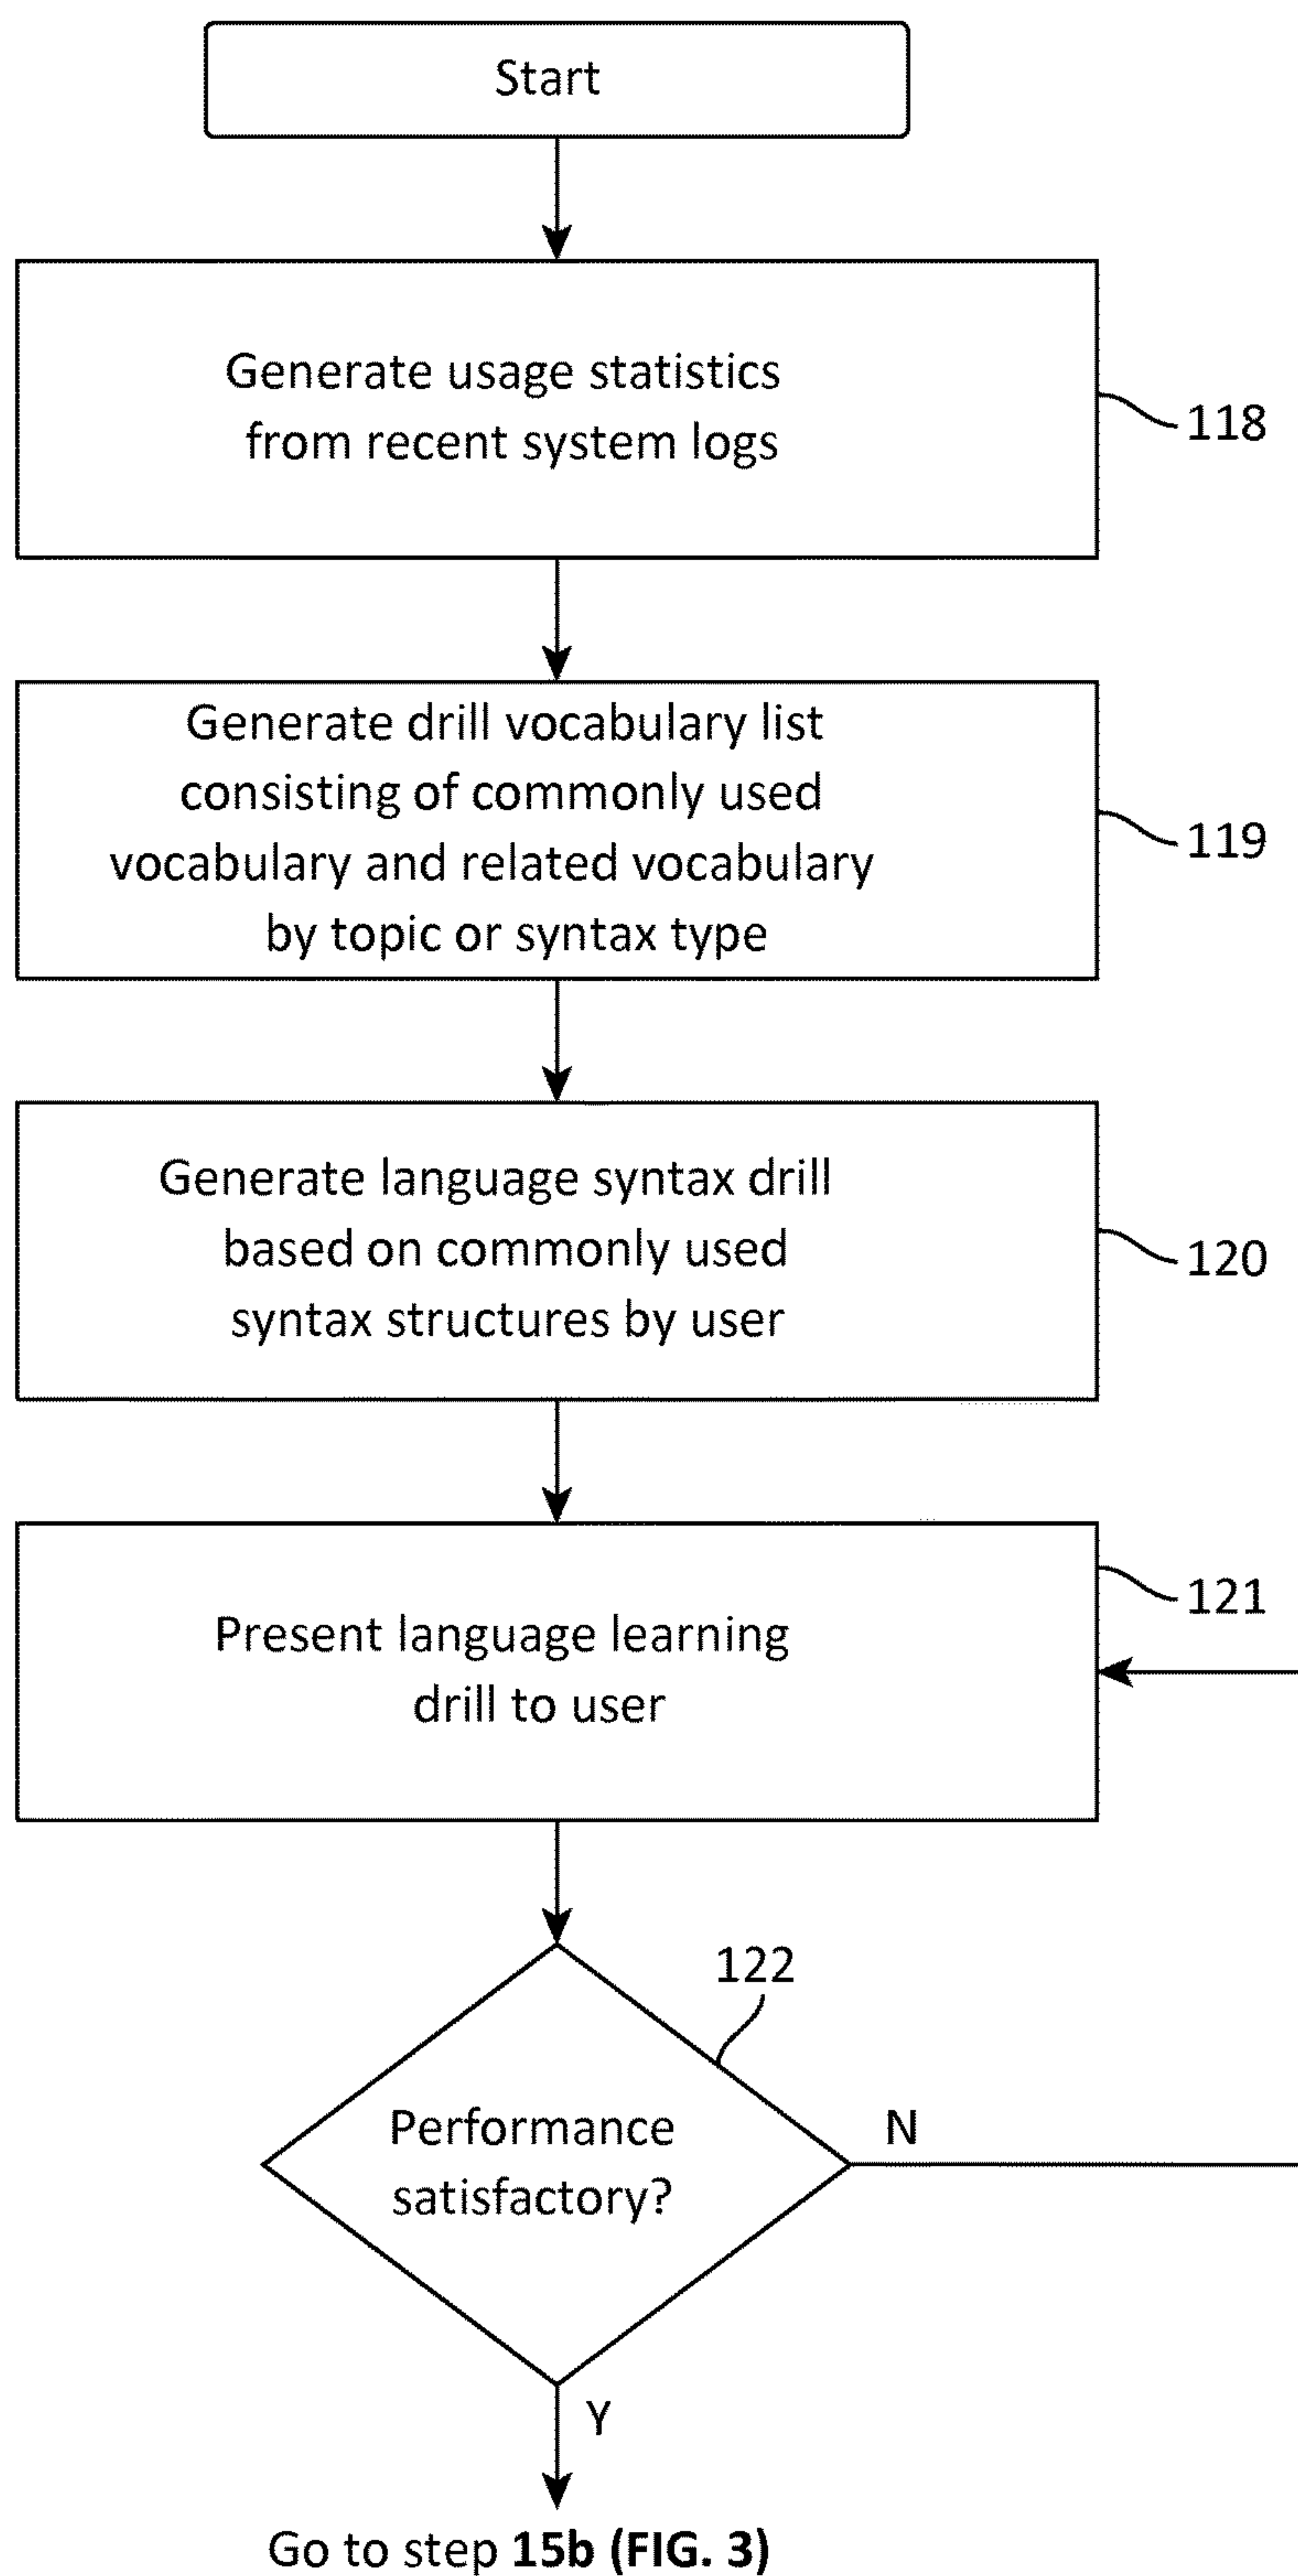 Start
Generate usage statistics
from recent system logs
118
Generate drill vocabulary list
consisting of commonly used
vocabulary and related vocabulary
by topic or syntax type
119
Generate language syntax drill
based on commonly used
syntax structures by user
120
Present language learning
drill to user
121
122
Performance
satisfactory?
N
Y
Go to step 15b (FIG. 3)